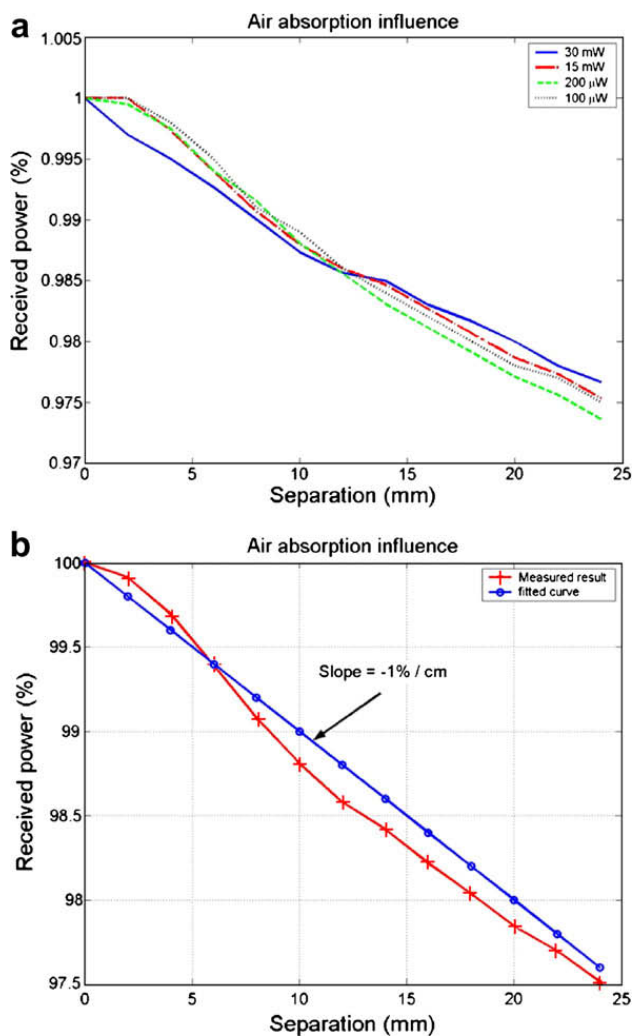 a
Air absorption influence
1.005
1
0.995
0.99
0.985
0.98
0.975
0.97
Received power (%)
30 mW
15 mW
200 μW
100 μW
0 5 10 15 20 25
Separation (mm)
b
Air absorption influence
100
99.5
99
98.5
98
97.5
Received power (%)
Measured result
fitted curve
Slope = -1% / cm
0 5 10 15 20 25
Separation (mm)